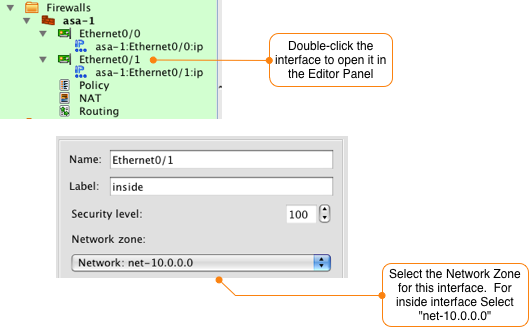 Firewalls
asa-1
Ethernet0/0
asa-1:Ethernet0/0:ip
Ethernet0/1
asa-1:Ethernet0/1:ip
Policy
NAT
Routing
Double-click the
interface to open it in
the Editor Panel
Name: Ethernet0/1
Label: inside
Security level: 100
Network zone:
Network: net-10.0.0.0
Select the Network Zone
for this interface. For
inside interface Select
"net-10.0.0.0"